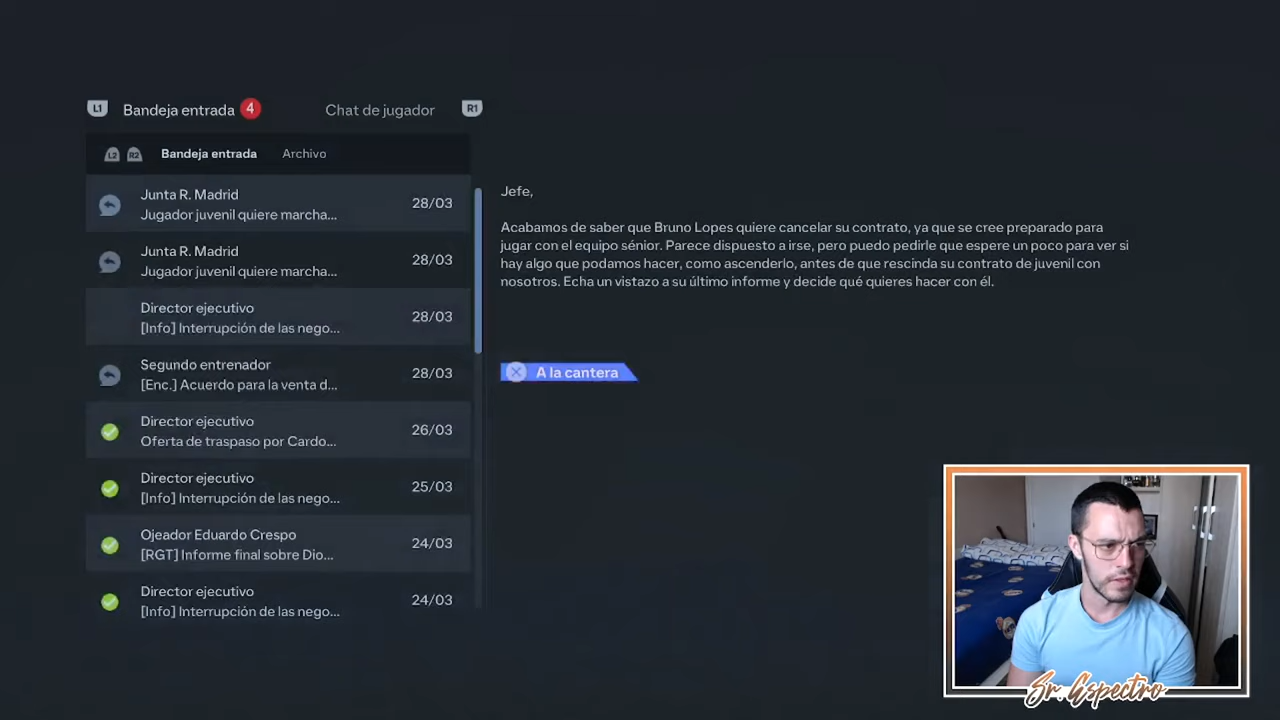 L1 Bandeja entrada 4 Chat de jugador R1
L2 R2 Bandeja entrada Archivo
Junta R. Madrid 28/03
Jugador juvenil quiere marcha...
Junta R. Madrid 28/03
Jugador juvenil quiere marcha...
Director ejecutivo 28/03
[Info] Interrupción de las nego...
Segundo entrenador 28/03
[Enc.] Acuerdo para la venta d...
Director ejecutivo 26/03
Oferta de traspaso por Cardo...
Director ejecutivo 25/03
[Info] Interrupción de las nego...
Ojeador Eduardo Crespo 24/03
[RGT] Informe final sobre Dio...
Director ejecutivo 24/03
[Info] Interrupción de las nego...
Jefe,
Acabamos de saber que Bruno Lopes quiere cancelar su contrato, ya que se cree preparado para
jugar con el equipo sénior. Parece dispuesto a irse, pero puedo pedirle que espere un poco para ver si
hay algo que podamos hacer, como ascenderlo, antes de que rescinda su contrato de juvenil con
nosotros. Echa un vistazo a su último informe y decide qué quieres hacer con él.
A la cantera
Sr. Espectro